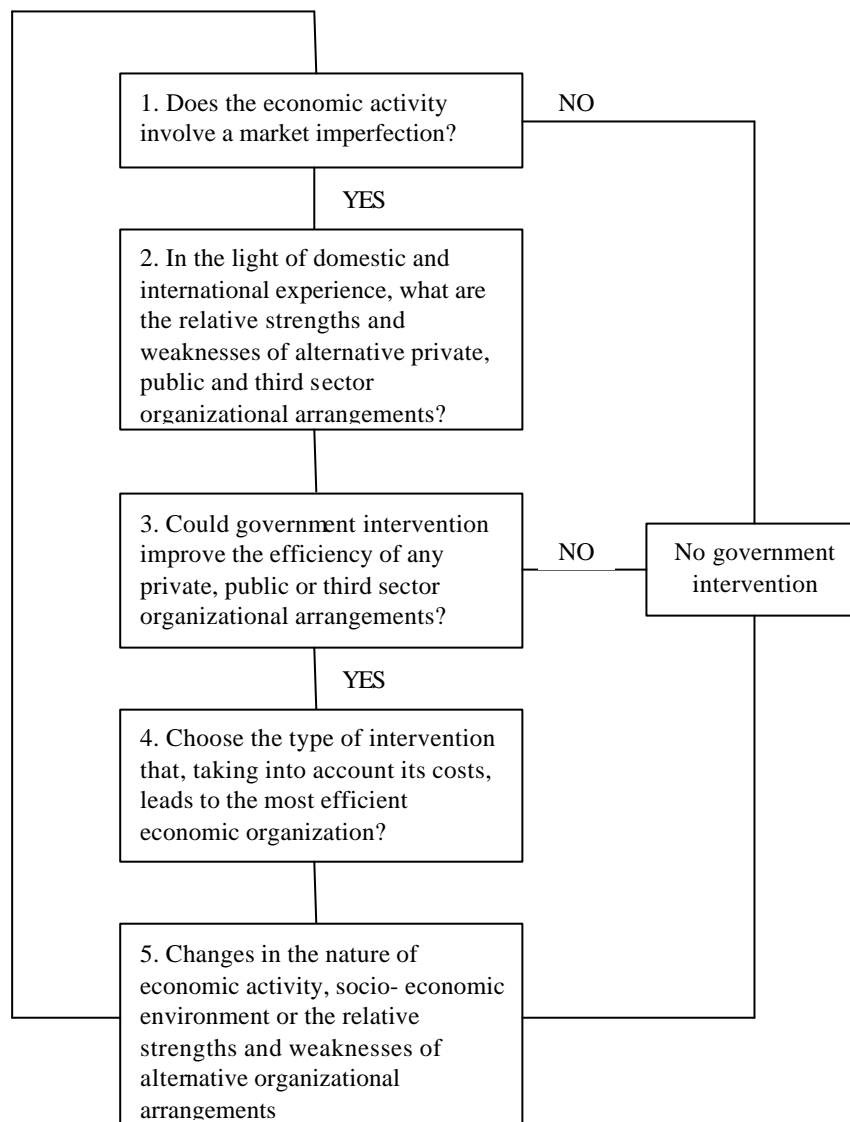 1. Does the economic activity
involve a market imperfection?
NO
YES
2. In the light of domestic and
international experience, what are
the relative strengths and
weaknesses of alternative private,
public and third sector
organizational arrangements?
3. Could government intervention
improve the efficiency of any
private, public or third sector
organizational arrangements?
NO
No government
intervention
YES
4. Choose the type of intervention
that, taking into account its costs,
leads to the most efficient
economic organization?
5. Changes in the nature of
economic activity, socio- economic
environment or the relative
strengths and weaknesses of
alternative organizational
arrangements